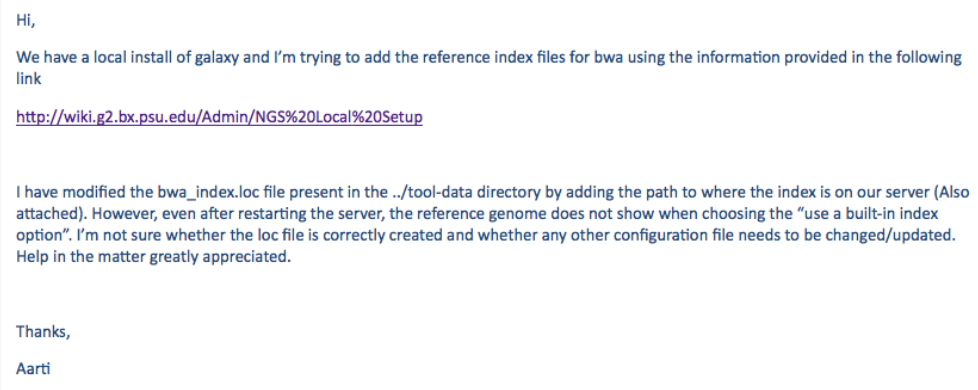 Hi,
We have a local install of galaxy and I’m trying to add the reference index files for bwa using the information provided in the following
link
http://wiki.g2.bx.psu.edu/Admin/NGS%20Local%20Setup
I have modified the bwa_index.loc file present in the ../tool-data directory by adding the path to where the index is on our server (Also
attached). However, even after restarting the server, the reference genome does not show when choosing the “use a built-in index
option”. I’m not sure whether the loc file is correctly created and whether any other configuration file needs to be changed/updated.
Help in the matter greatly appreciated.
Thanks,
Aarti